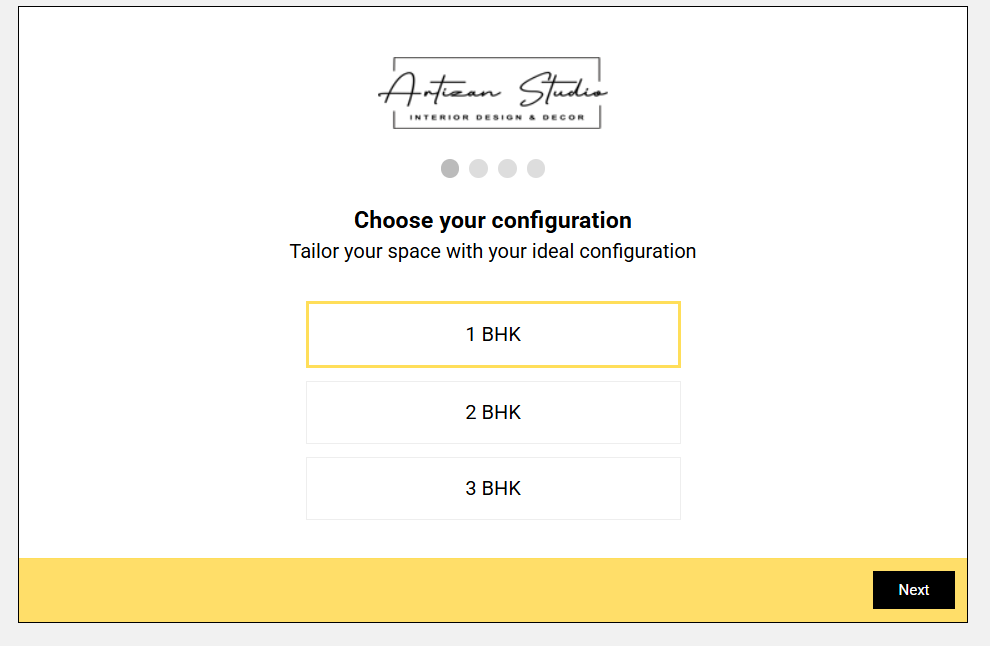 Artizan Studio
INTERIOR DESIGN & DECOR
Choose your configuration
Tailor your space with your ideal configuration
1 BHK
2 BHK
3 BHK
Next